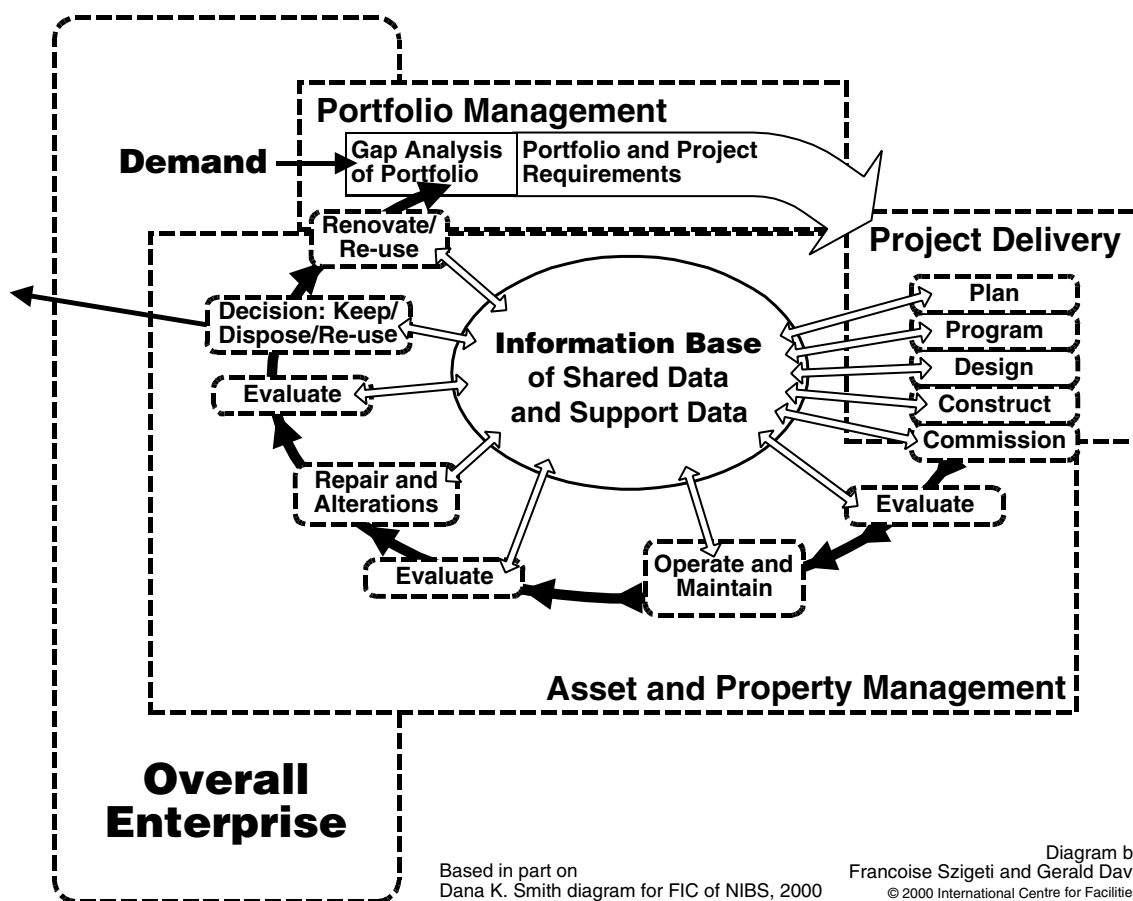 Portfolio Management
Demand
Gap Analysis
of Portfolio
Portfolio and Project
Requirements
Renovate/
Re-use
Project Delivery
Decision: Keep/
Dispose/Re-use
Plan
Program
Design
Construct
Commission
Information Base
of Shared Data
and Support Data
Evaluate
Repair and
Alterations
Evaluate
Operate and
Maintain
Evaluate
Asset and Property Management
Overall
Enterprise
Based in part on
Dana K. Smith diagram for FIC of NIBS, 2000
Diagram b
Francoise Szigeti and Gerald Dav
© 2000 International Centre for Facilitie